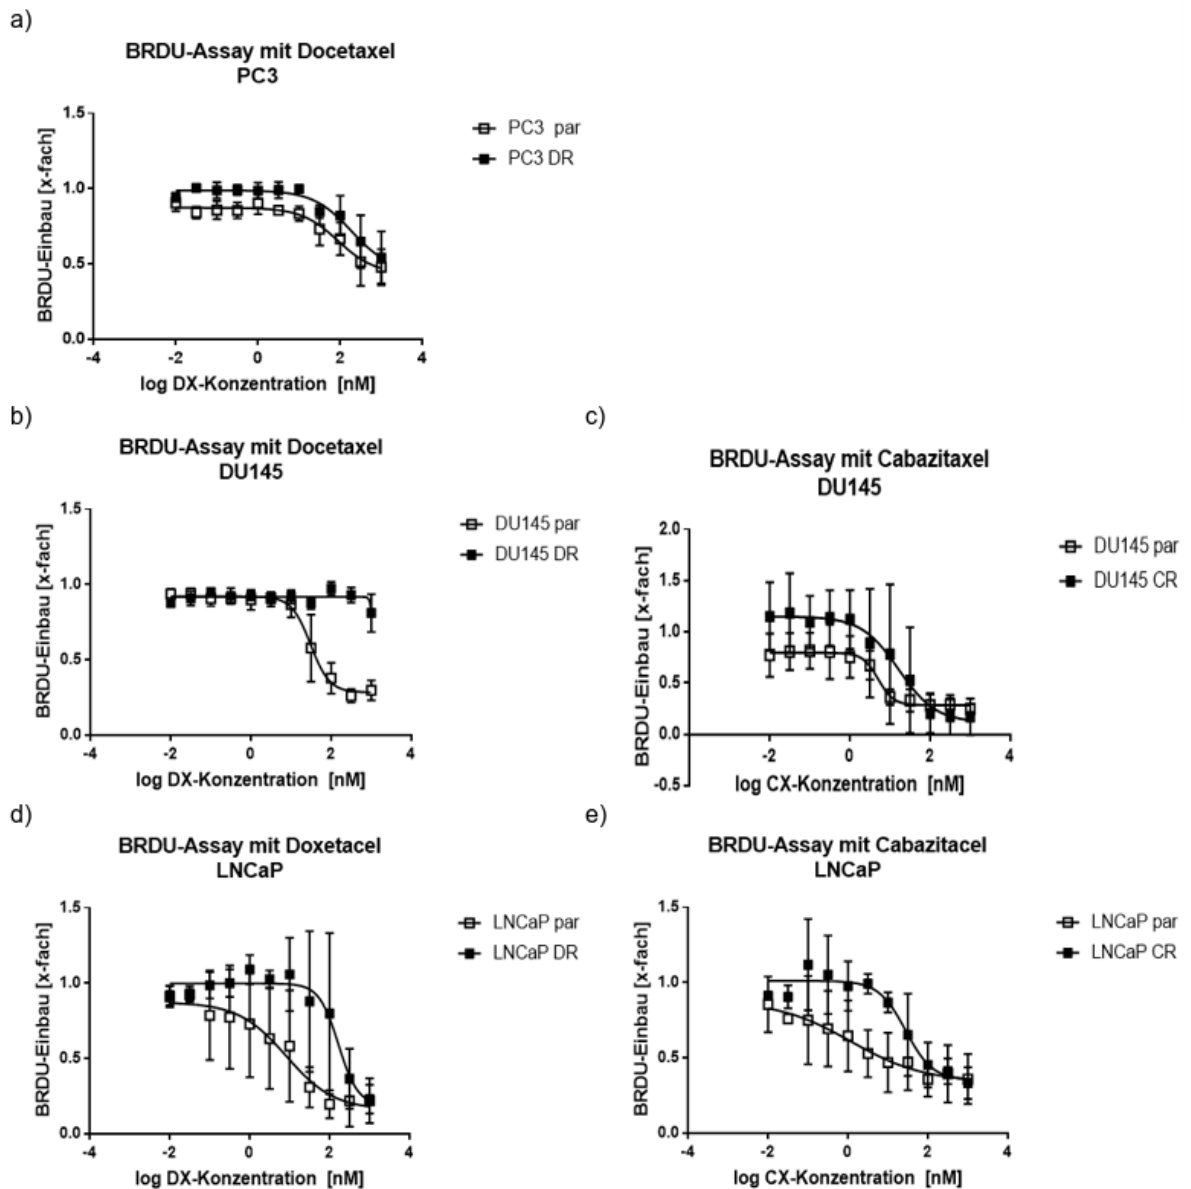 a)
BRDU-Assay mit Docetaxel
PC3
1.5
1.0
0.5
0.0
BRDU-Einbau [x-fach]
-4
-2
0
2
4
log DX-Konzentration [nM]
PC3 par
PC3 DR
b)
BRDU-Assay mit Docetaxel
DU145
1.5
1.0
0.5
0.0
BRDU-Einbau [x-fach]
-4
-2
0
2
4
log DX-Konzentration [nM]
DU145 par
DU145 DR
c)
BRDU-Assay mit Cabazitaxel
DU145
2.0
1.5
1.0
0.5
0.0
-0.5
BRDU-Einbau [x-fach]
-2
0
2
4
log CX-Konzentration [nM]
DU145 par
DU145 CR
d)
BRDU-Assay mit Doxetacel
LNCaP
1.5
1.0
0.5
0.0
BRDU-Einbau [x-fach]
-4
-2
0
2
4
log DX-Konzentration [nM]
LNCaP par
LNCaP DR
e)
BRDU-Assay mit Cabazitacel
LNCaP
1.5
1.0
0.5
0.0
BRDU-Einbau [x-fach]
-4
-2
0
2
4
log CX-Konzentration [nM]
LNCaP par
LNCaP CR